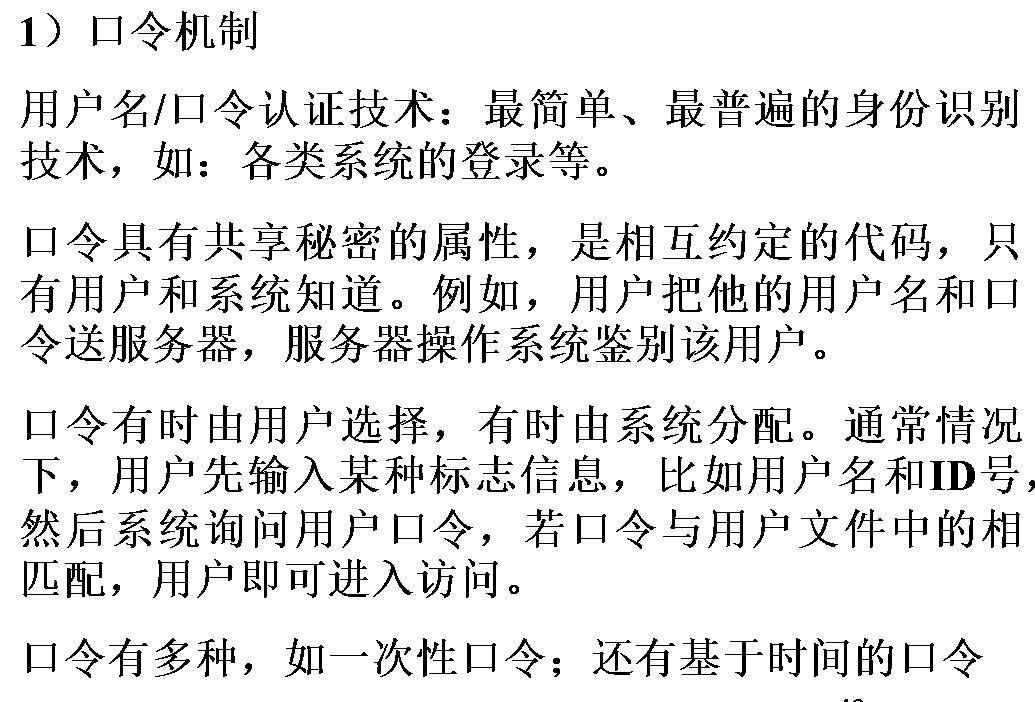 1）口令机制
用户名/口令认证技术：最简单、最普遍的身份识别
技术，如：各类系统的登录等。
口令具有共享秘密的属性，是相互约定的代码，只
有用户和系统知道。例如，用户把他的用户名和口
令送服务器，服务器操作系统鉴别该用户。
口令有时由用户选择，有时由系统分配。通常情况
下，用户先输入某种标志信息，比如用户名和ID号，
然后系统询问用户口令，若口令与用户文件中的相
匹配，用户即可进入访问。
口令有多种，如一次性口令；还有基于时间的口令